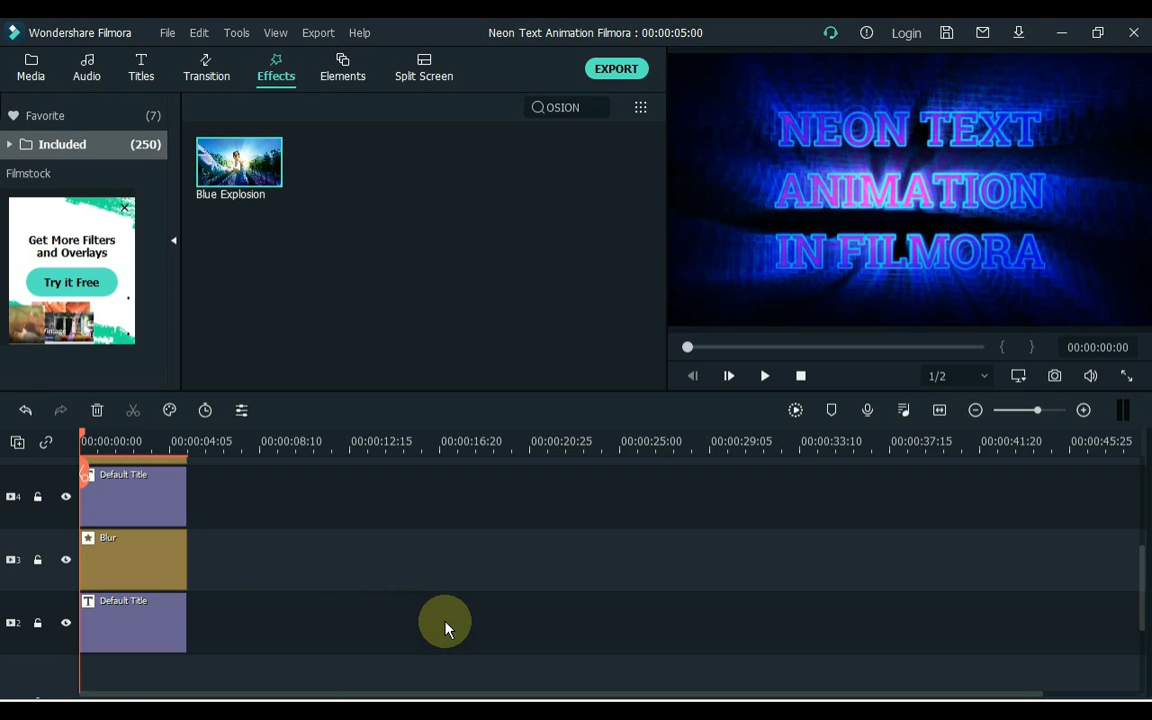 Wondershare Filmora File Edit Tools View Export Help Neon Text Animation Filmora : 00:00:05:00 Login
Media Audio Titles Transition Effects Elements Split Screen EXPORT
Favorite (7)
Included (250)
Filmstock
Get More Filters
and Overlays
Try it Free
OSION
Blue Explosion
NEON TEXT
ANIMATION
IN FILMORA
{ } 00:00:00:00
1/2
00:00:00:00 00:00:04:05 00:00:08:10 00:00:12:15 00:00:16:20 00:00:20:25 00:00:25:00 00:00:29:05 00:00:33:10 00:00:37:15 00:00:41:20 00:00:45:25
4 Default Title
3 Blur
2 T Default Title